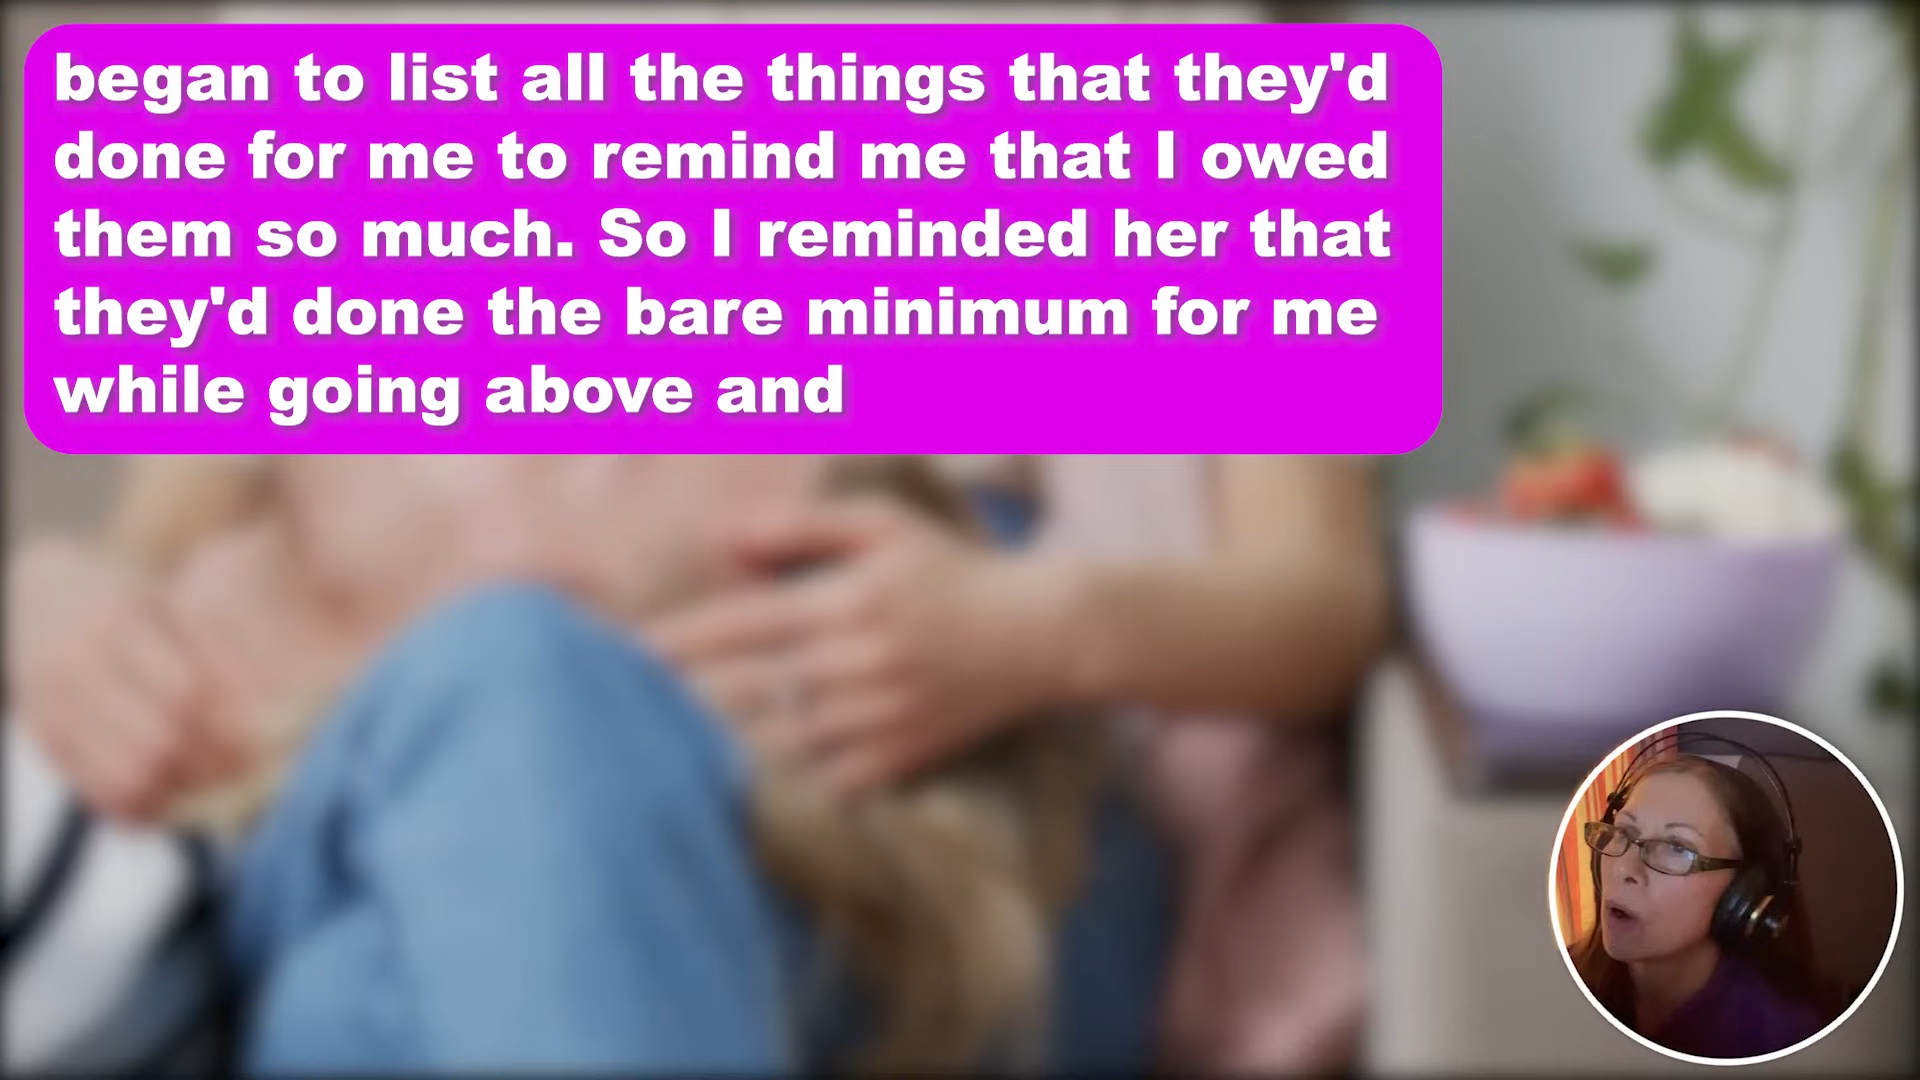 began to list all the things that they'd
done for me to remind me that I owed
them so much. So I reminded her that
they'd done the bare minimum for me
while going above and